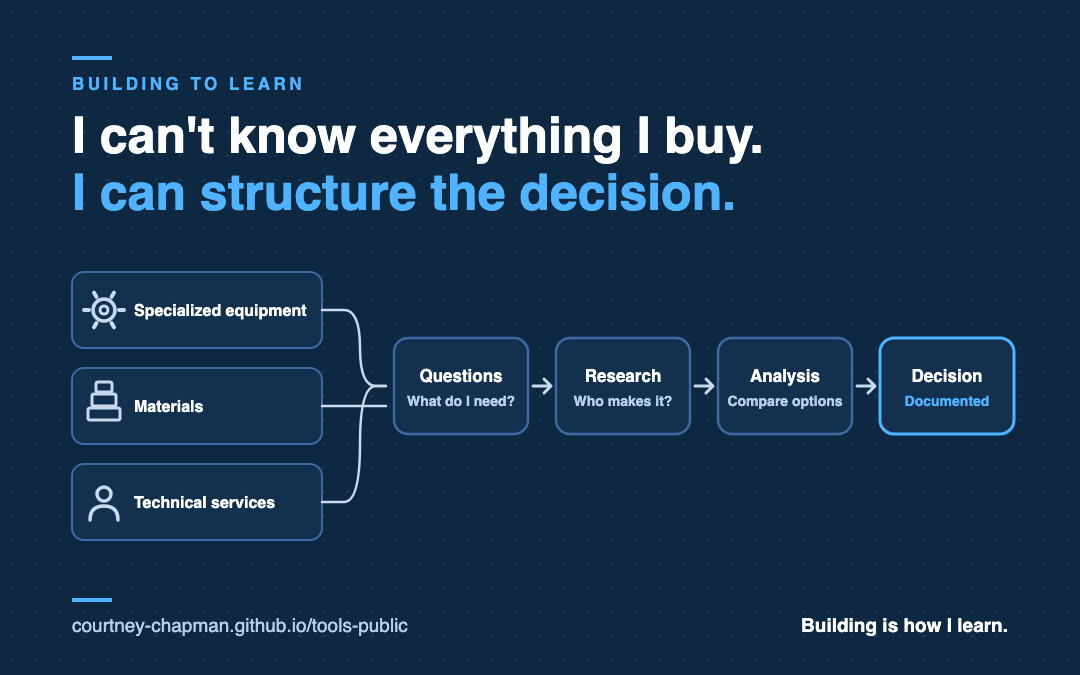 BUILDING TO LEARN
I can't know everything I buy.
I can structure the decision.
Specialized equipment
Materials
Technical services
Questions
What do I need?
Research
Who makes it?
Analysis
Compare options
Decision
Documented
courtney-chapman.github.io/tools-public
Building is how I learn.